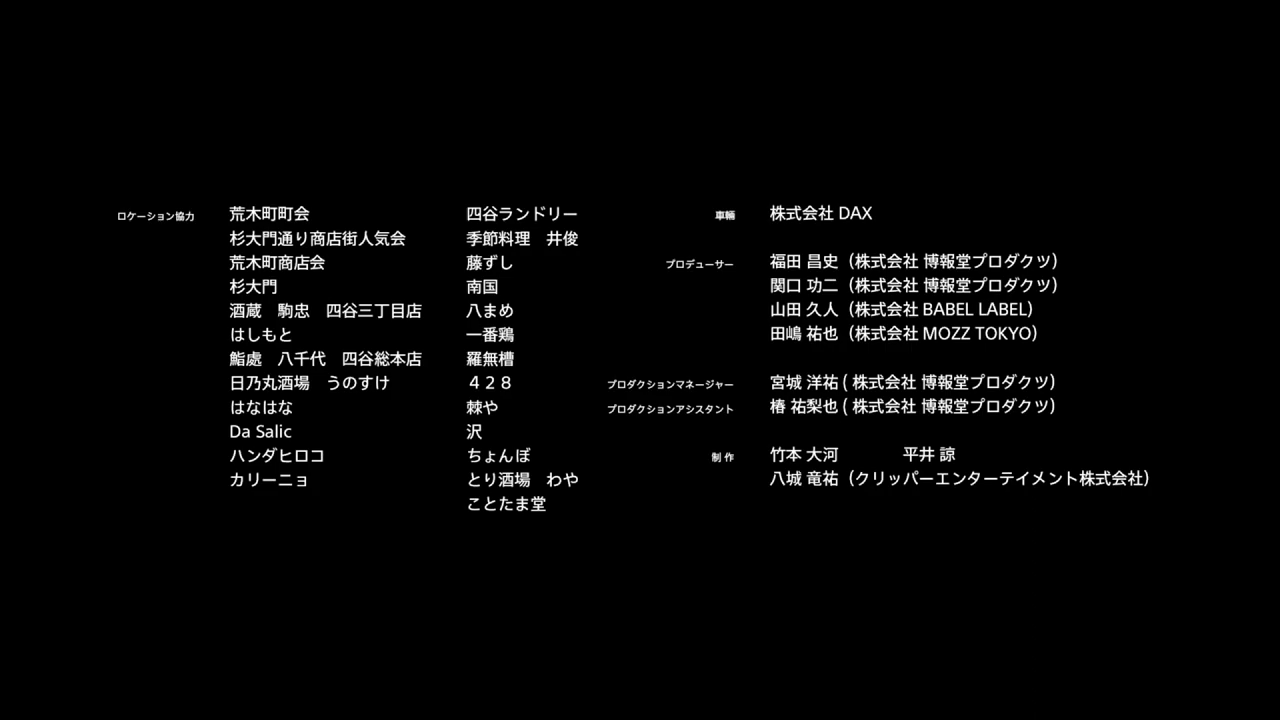 ロケーション協力
荒木町町会
杉大門通り商店街人気会
荒木町商店会
杉大門
酒蔵　駒忠　四谷三丁目店
はしもと
鮨處　八千代　四谷総本店
日乃丸酒場　うのすけ
はなはな
Da Salic
ハンダヒロコ
カリーニョ
四谷ランドリー
季節料理　井俊
藤ずし
南国
八まめ
一番鶏
羅無槽
４２８
棘や
沢
ちょんぼ
とり酒場　わや
ことたま堂
車輛
株式会社 DAX
プロデューサー
福田 昌史（株式会社 博報堂プロダクツ）
関口 功二（株式会社 博報堂プロダクツ）
山田 久人（株式会社 BABEL LABEL）
田嶋 祐也（株式会社 MOZZ TOKYO）
プロダクションマネージャー
宮城 洋祐 ( 株式会社 博報堂プロダクツ）
プロダクションアシスタント
椿 祐梨也 ( 株式会社 博報堂プロダクツ）
制 作
竹本 大河　　　　平井 諒
八城 竜祐（クリッパーエンターテイメント株式会社）